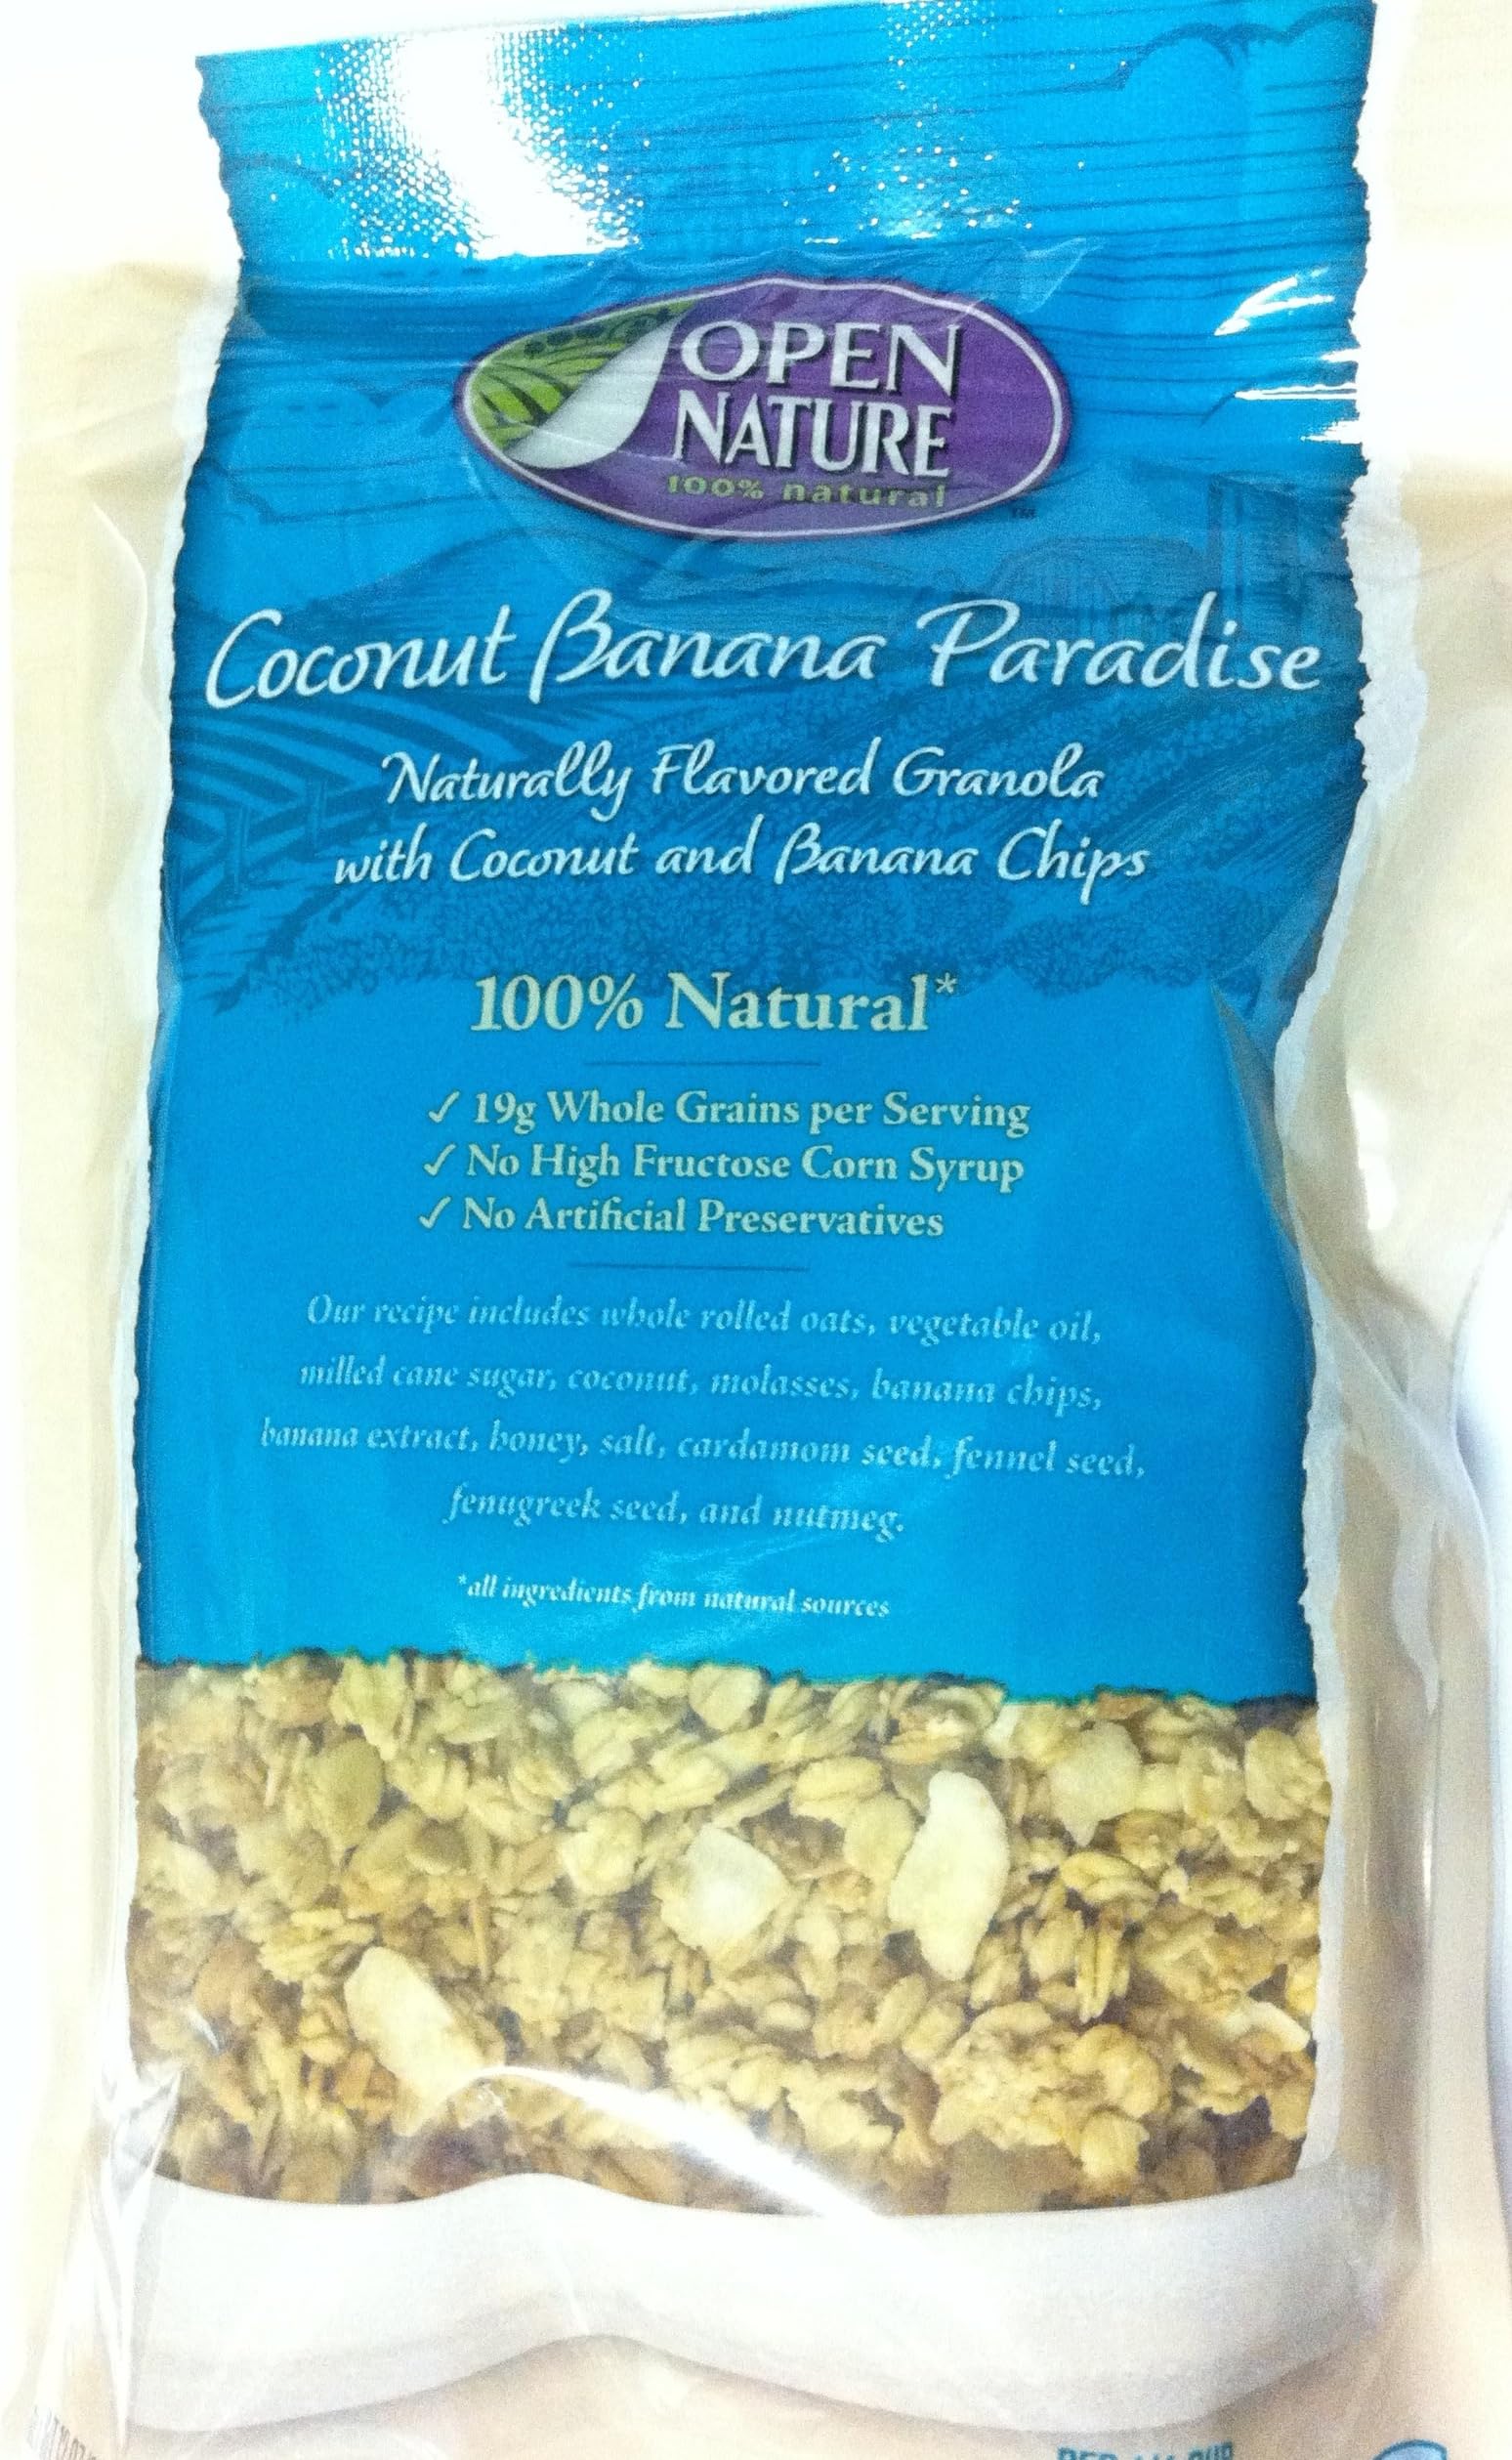 OPEN
NATURE
100% natural
TM
Coconut Banana Paradise
Naturally Flavored Granola
with Coconut and Banana Chips
100% Natural*
✓ 19g Whole Grains per Serving
✓ No High Fructose Corn Syrup
✓ No Artificial Preservatives
Our recipe includes whole rolled oats, vegetable oil,
milled cane sugar, coconut, molasses, banana chips,
banana extract, honey, salt, cardamom seed, fennel seed,
fenugreek seed, and nutmeg.
*all ingredients from natural sources